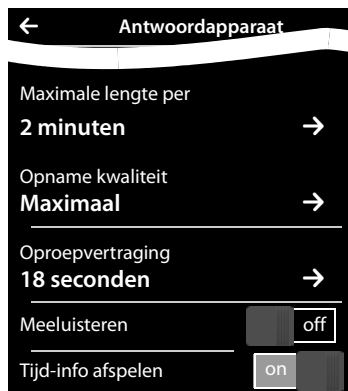 ← Antwoordapparaat
Maximale lengte per
2 minuten →
Opname kwaliteit
Maximaal →
Oproepvertraging
18 seconden →
Meeluisteren off
Tijd-info afspelen on